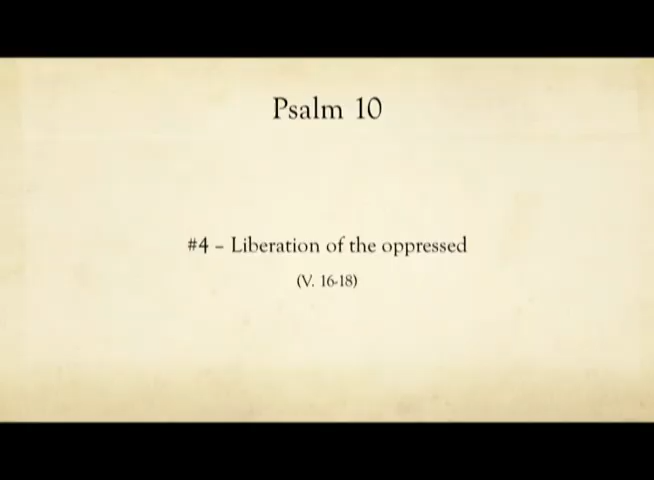 Psalm 10
#4 – Liberation of the oppressed
(V. 16-18)